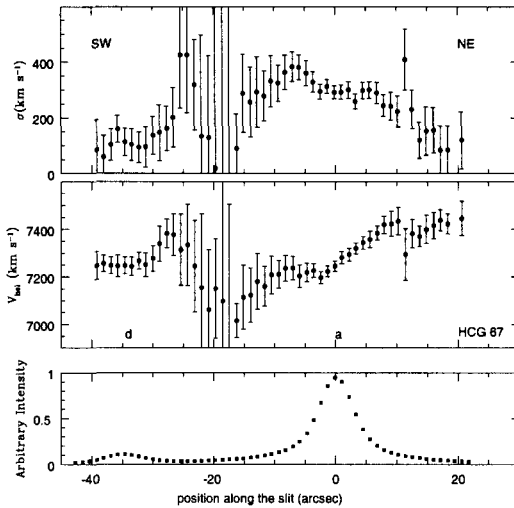 SW
NE
σ(km s⁻¹)
400
200
0
V_hel (km s⁻¹)
7400
7200
7000
d
a
HCG 67
Arbitrary Intensity
1
0.5
0
-40
-20
0
20
position along the slit (arcsec)